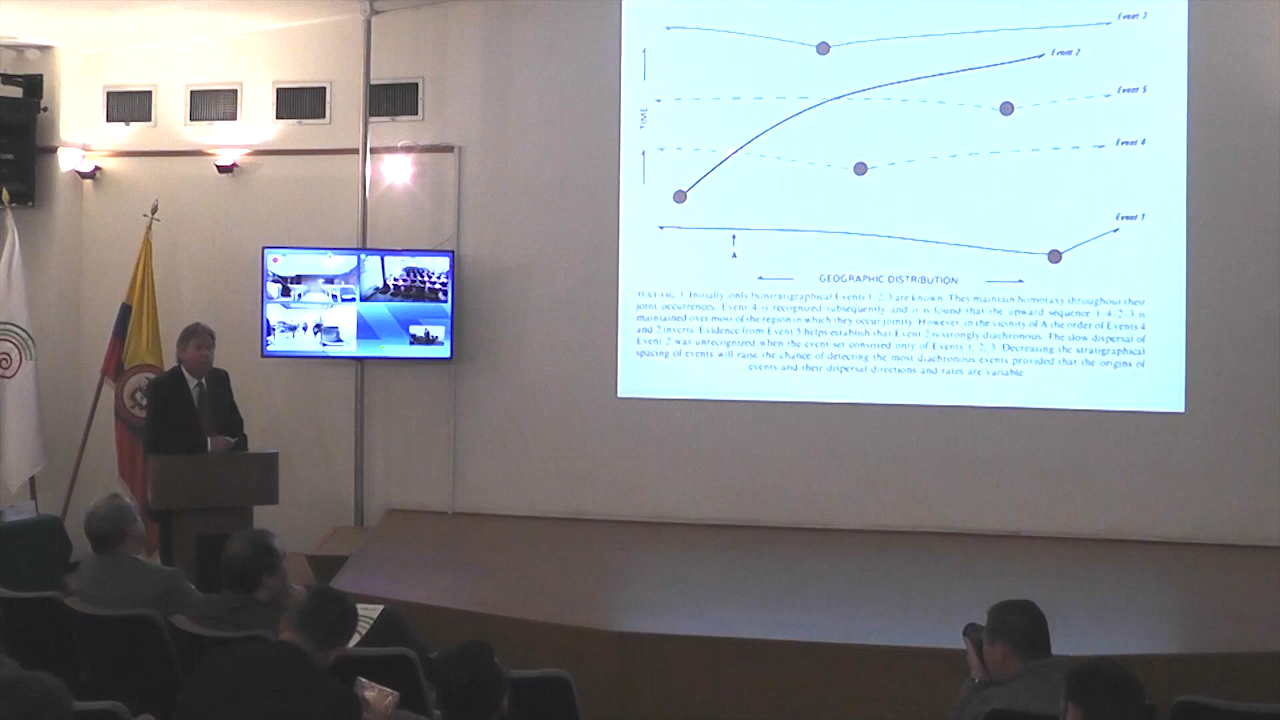 Event 3
Event 2
Event 5
TIME
Event 4
Event 1
A
GEOGRAPHIC DISTRIBUTION
TEXT-FIG. 1. Initially, only biostratigraphical Events 1, 2, 3 are known. They maintain homotaxy throughout their
joint occurrences. Event 4 is recognized subsequently and it is found that the upward sequence 1-4-2-3 is
maintained over most of the region in which they occur jointly. However, in the vicinity of A the order of Events 4
and 2 inverts. Evidence from Event 5 helps establish that Event 2 is strongly diachronous. The slow dispersal of
Event 2 was unrecognized when the event set consisted only of Events 1, 2, 3. Decreasing the stratigraphical
spacing of events will raise the chance of detecting the most diachronous events provided that the origins of
events and their dispersal directions and rates are variable.